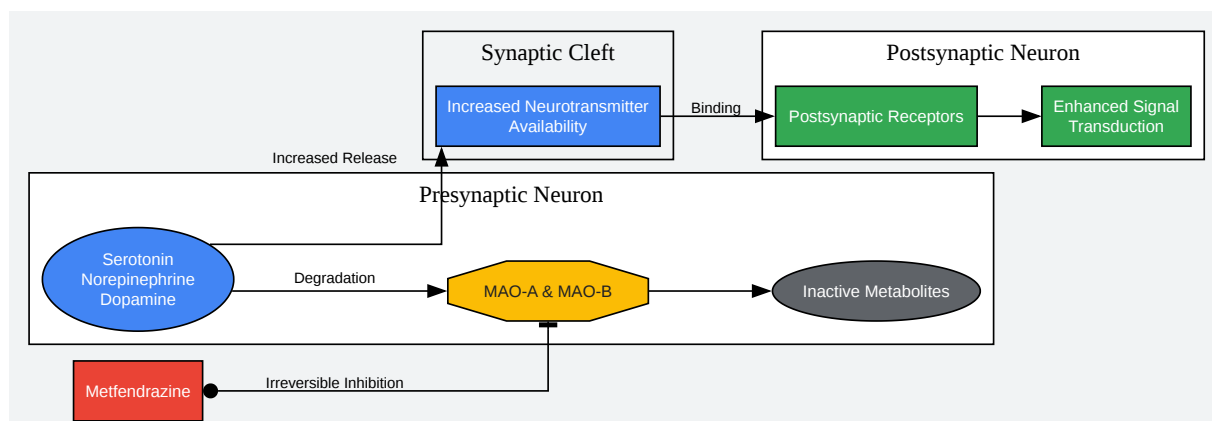 Synaptic Cleft
Increased Neurotransmitter
Availability
Binding
Postsynaptic Neuron
Postsynaptic Receptors
Enhanced Signal
Transduction
Increased Release
Presynaptic Neuron
Serotonin
Norepinephrine
Dopamine
Degradation
MAO-A & MAO-B
Inactive Metabolites
Metfendrazine
Irreversible Inhibition